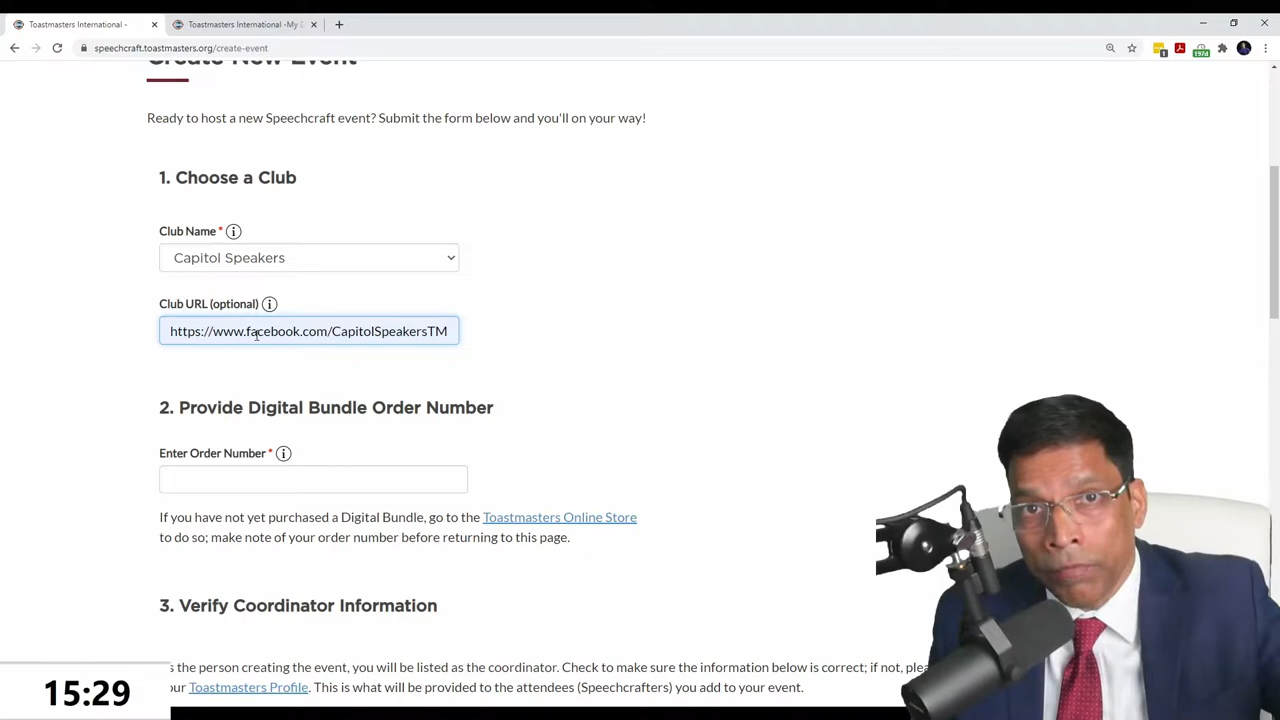 Toastmasters International -
Toastmasters International -My D
speechcraft.toastmasters.org/create-event
1
197d
Create New Event
Ready to host a new Speechcraft event? Submit the form below and you'll on your way!
1. Choose a Club
Club Name *
Capitol Speakers
Club URL (optional)
https://www.facebook.com/CapitolSpeakersTM
2. Provide Digital Bundle Order Number
Enter Order Number *
If you have not yet purchased a Digital Bundle, go to the Toastmasters Online Store
to do so; make note of your order number before returning to this page.
3. Verify Coordinator Information
s the person creating the event, you will be listed as the coordinator. Check to make sure the information below is correct; if not, plea
our Toastmasters Profile. This is what will be provided to the attendees (Speechcrafters) you add to your event.
15:29